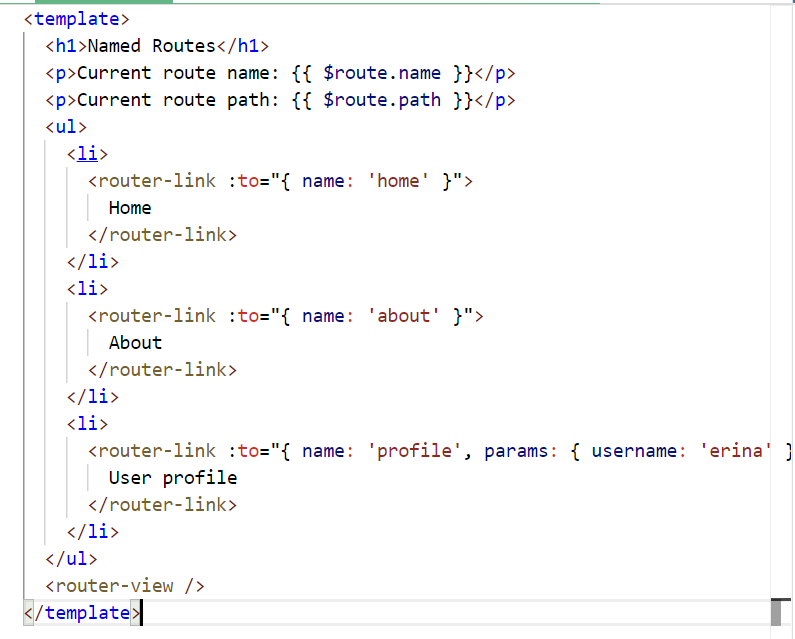 <template>
  <h1>Named Routes</h1>
  <p>Current route name: {{ $route.name }}</p>
  <p>Current route path: {{ $route.path }}</p>
  <ul>
    <li>
      <router-link :to="{ name: 'home' }">
        Home
      </router-link>
    </li>
    <li>
      <router-link :to="{ name: 'about' }">
        About
      </router-link>
    </li>
    <li>
      <router-link :to="{ name: 'profile', params: { username: 'erina' }
        User profile
      </router-link>
    </li>
  </ul>
  <router-view />
</template>